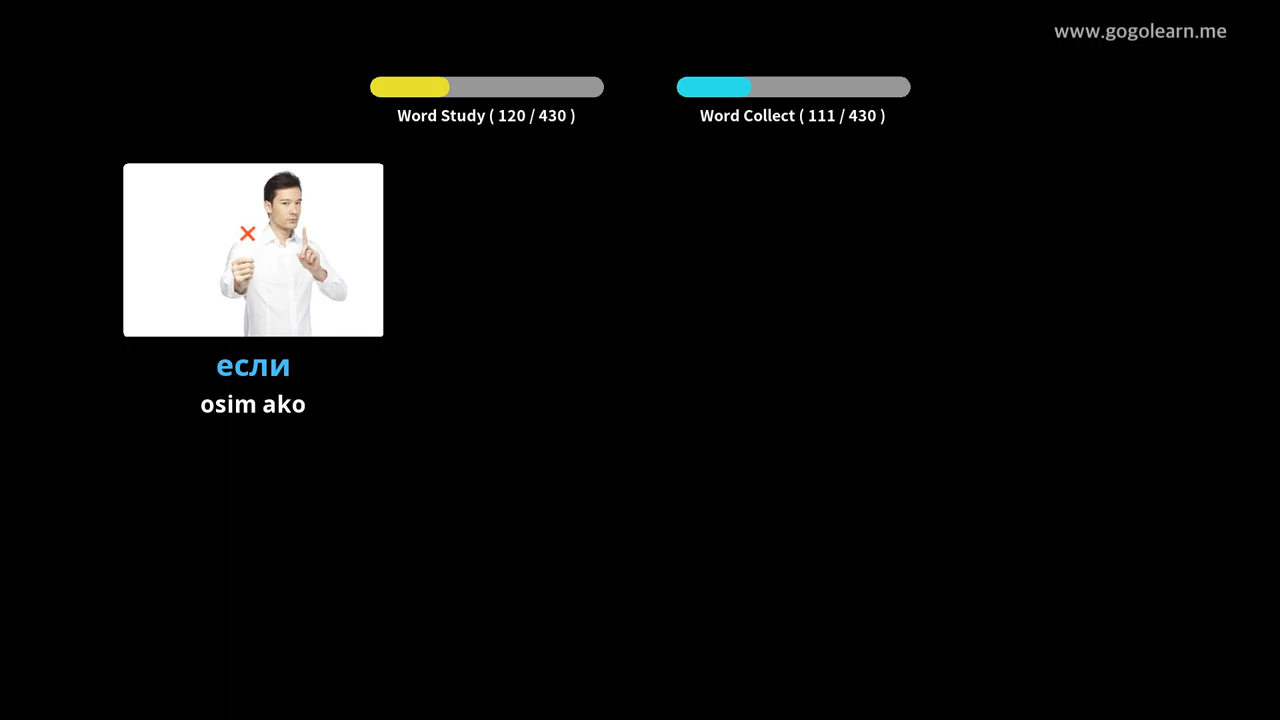 www.gogolearn.me
Word Study ( 120 / 430 )
Word Collect ( 111 / 430 )
если
osim ako